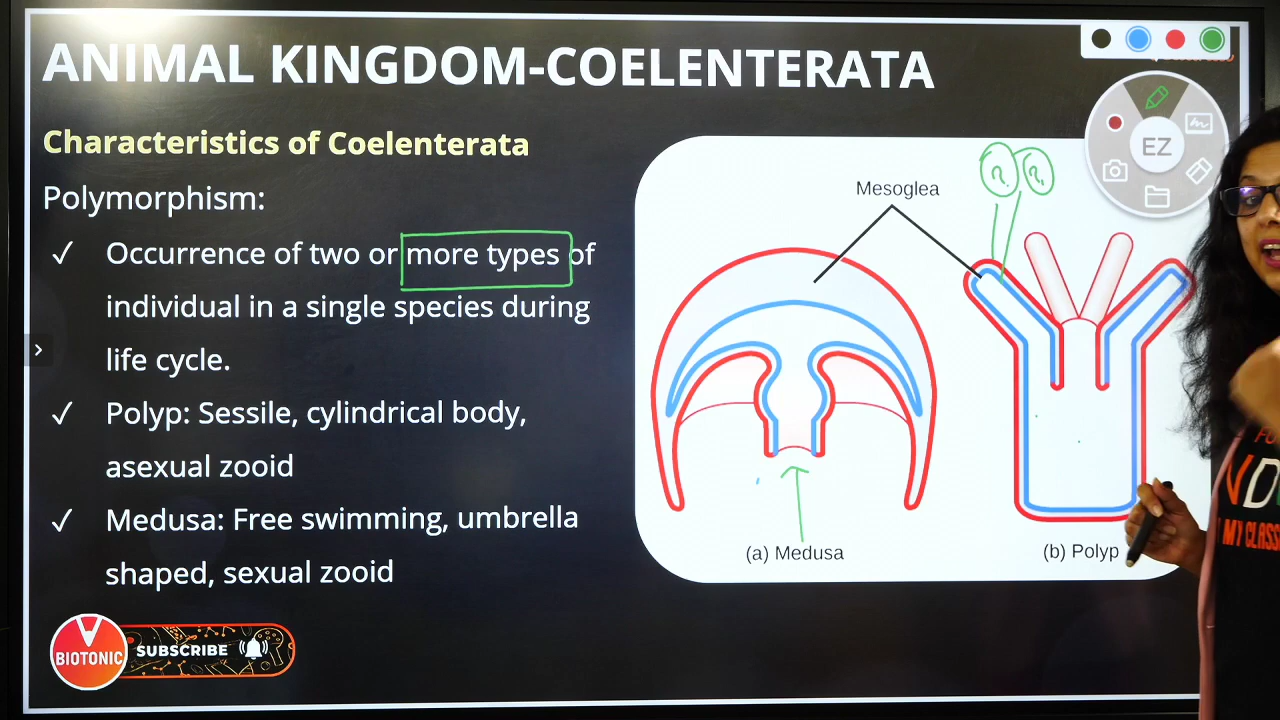 ANIMAL KINGDOM-COELENTERATA
Characteristics of Coelenterata
Polymorphism:
✓ Occurrence of two or more types of
individual in a single species during
life cycle.
✓ Polyp: Sessile, cylindrical body,
asexual zooid
✓ Medusa: Free swimming, umbrella
shaped, sexual zooid
Mesoglea
? ?
(a) Medusa
(b) Polyp
EZ
V
BIOTONIC
SUBSCRIBE
MY CLASS